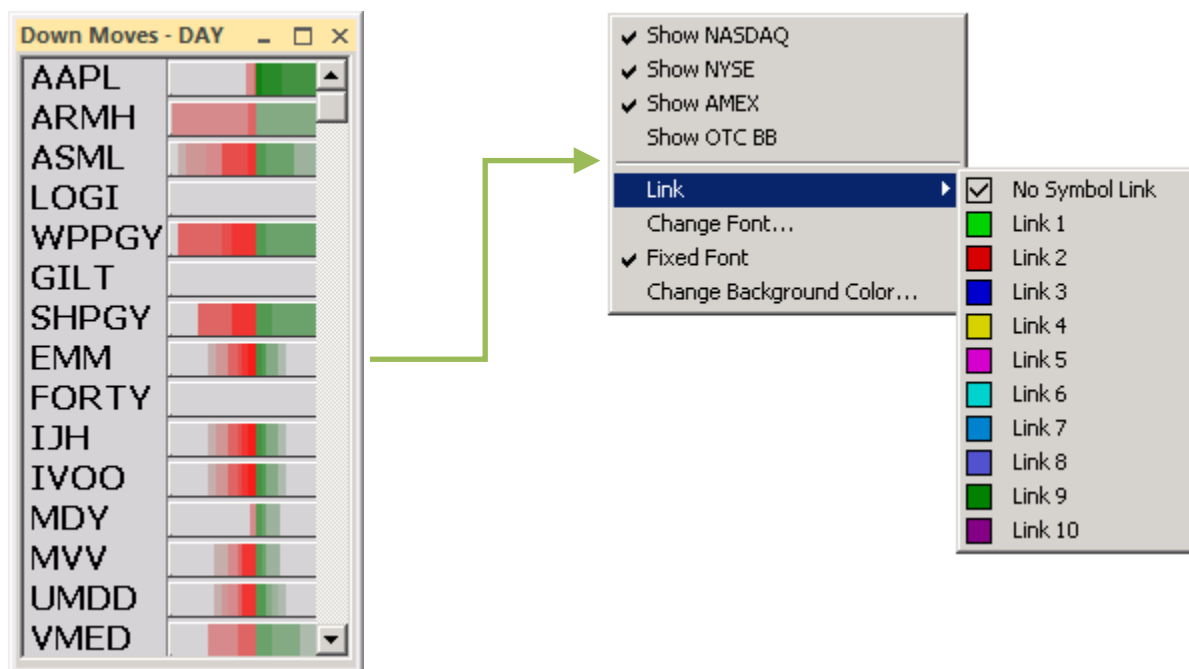 Down Moves - DAY
AAPL
ARMH
ASML
LOGI
WPPGY
GILT
SHPGY
EMM
FORTY
IJH
IVOO
MDY
MVV
UMDD
VMED
Show NASDAQ
Show NYSE
Show AMEX
Show OTC BB
Link
Change Font...
Fixed Font
Change Background Color...
No Symbol Link
Link 1
Link 2
Link 3
Link 4
Link 5
Link 6
Link 7
Link 8
Link 9
Link 10